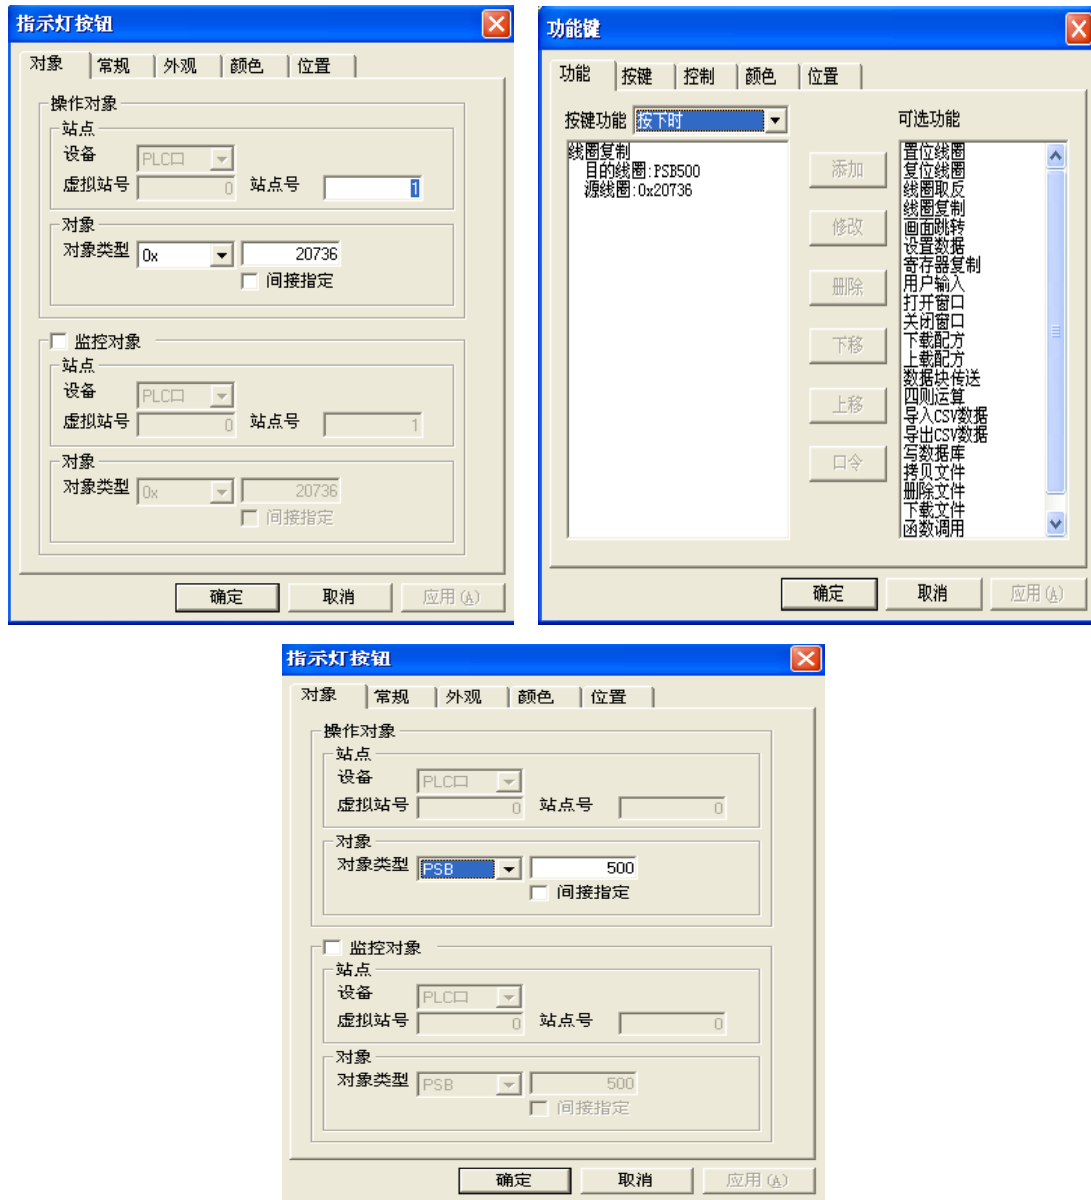 指示灯按钮
对象 常规 外观 颜色 位置
操作对象
站点
设备 PLC口
虚拟站号 0 站点号 1
对象
对象类型 0x 20736
间接指定
监控对象
站点
设备 PLC口
虚拟站号 0 站点号 1
对象
对象类型 0x 20736
间接指定
确定 取消 应用(A)
功能键
功能 按键 控制 颜色 位置
按键功能 按下时 可选功能
线圈复制
目的线圈:PSB500
源线圈:0x20736
添加
修改
删除
下移
上移
口令
置位线圈
复位线圈
线圈取反
线圈复制
画面跳转
设置数据
寄存器复制
用户输入
打开窗口
关闭窗口
下载配方
上载配方
数据块传送
四则运算
导入CSV数据
导出CSV数据
写数据库
拷贝文件
删除文件
下载文件
函数调用
确定 取消 应用(A)
指示灯按钮
对象 常规 外观 颜色 位置
操作对象
站点
设备 PLC口
虚拟站号 0 站点号 0
对象
对象类型 PSB 500
间接指定
监控对象
站点
设备 PLC口
虚拟站号 0 站点号 0
对象
对象类型 PSB 500
间接指定
确定 取消 应用(A)